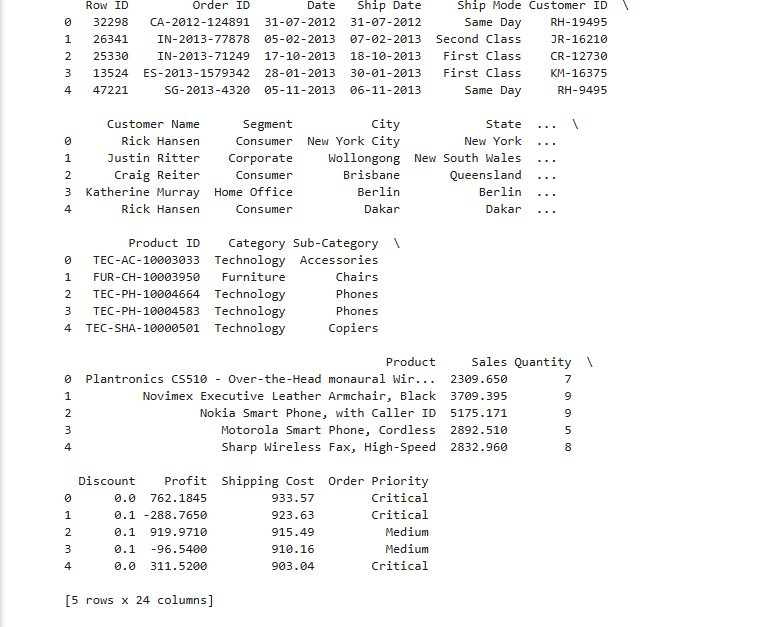 Row ID         Order ID        Date   Ship Date     Ship Mode Customer ID  \
0   32298   CA-2012-124891  31-07-2012  31-07-2012      Same Day    RH-19495
1   26341    IN-2013-77878  05-02-2013  07-02-2013  Second Class    JR-16210
2   25330    IN-2013-71249  17-10-2013  18-10-2013   First Class    CR-12730
3   13524  ES-2013-1579342  28-01-2013  30-01-2013   First Class    KM-16375
4   47221     SG-2013-4320  05-11-2013  06-11-2013      Same Day     RH-9495

      Customer Name      Segment           City            State  ...  \
0       Rick Hansen     Consumer  New York City         New York  ...
1     Justin Ritter    Corporate     Wollongong  New South Wales  ...
2      Craig Reiter     Consumer       Brisbane       Queensland  ...
3  Katherine Murray  Home Office         Berlin           Berlin  ...
4       Rick Hansen     Consumer          Dakar            Dakar  ...

         Product ID    Category Sub-Category  \
0   TEC-AC-10003033  Technology  Accessories
1   FUR-CH-10003950   Furniture       Chairs
2   TEC-PH-10004664  Technology       Phones
3   TEC-PH-10004583  Technology       Phones
4  TEC-SHA-10000501  Technology      Copiers

                                             Product     Sales Quantity  \
0  Plantronics CS510 - Over-the-Head monaural Wir...  2309.650        7
1          Novimex Executive Leather Armchair, Black  3709.395        9
2                  Nokia Smart Phone, with Caller ID  5175.171        9
3                     Motorola Smart Phone, Cordless  2892.510        5
4                     Sharp Wireless Fax, High-Speed  2832.960        8

  Discount    Profit  Shipping Cost  Order Priority
0      0.0  762.1845         933.57        Critical
1      0.1 -288.7650         923.63        Critical
2      0.1  919.9710         915.49          Medium
3      0.1  -96.5400         910.16          Medium
4      0.0  311.5200         903.04        Critical

[5 rows x 24 columns]